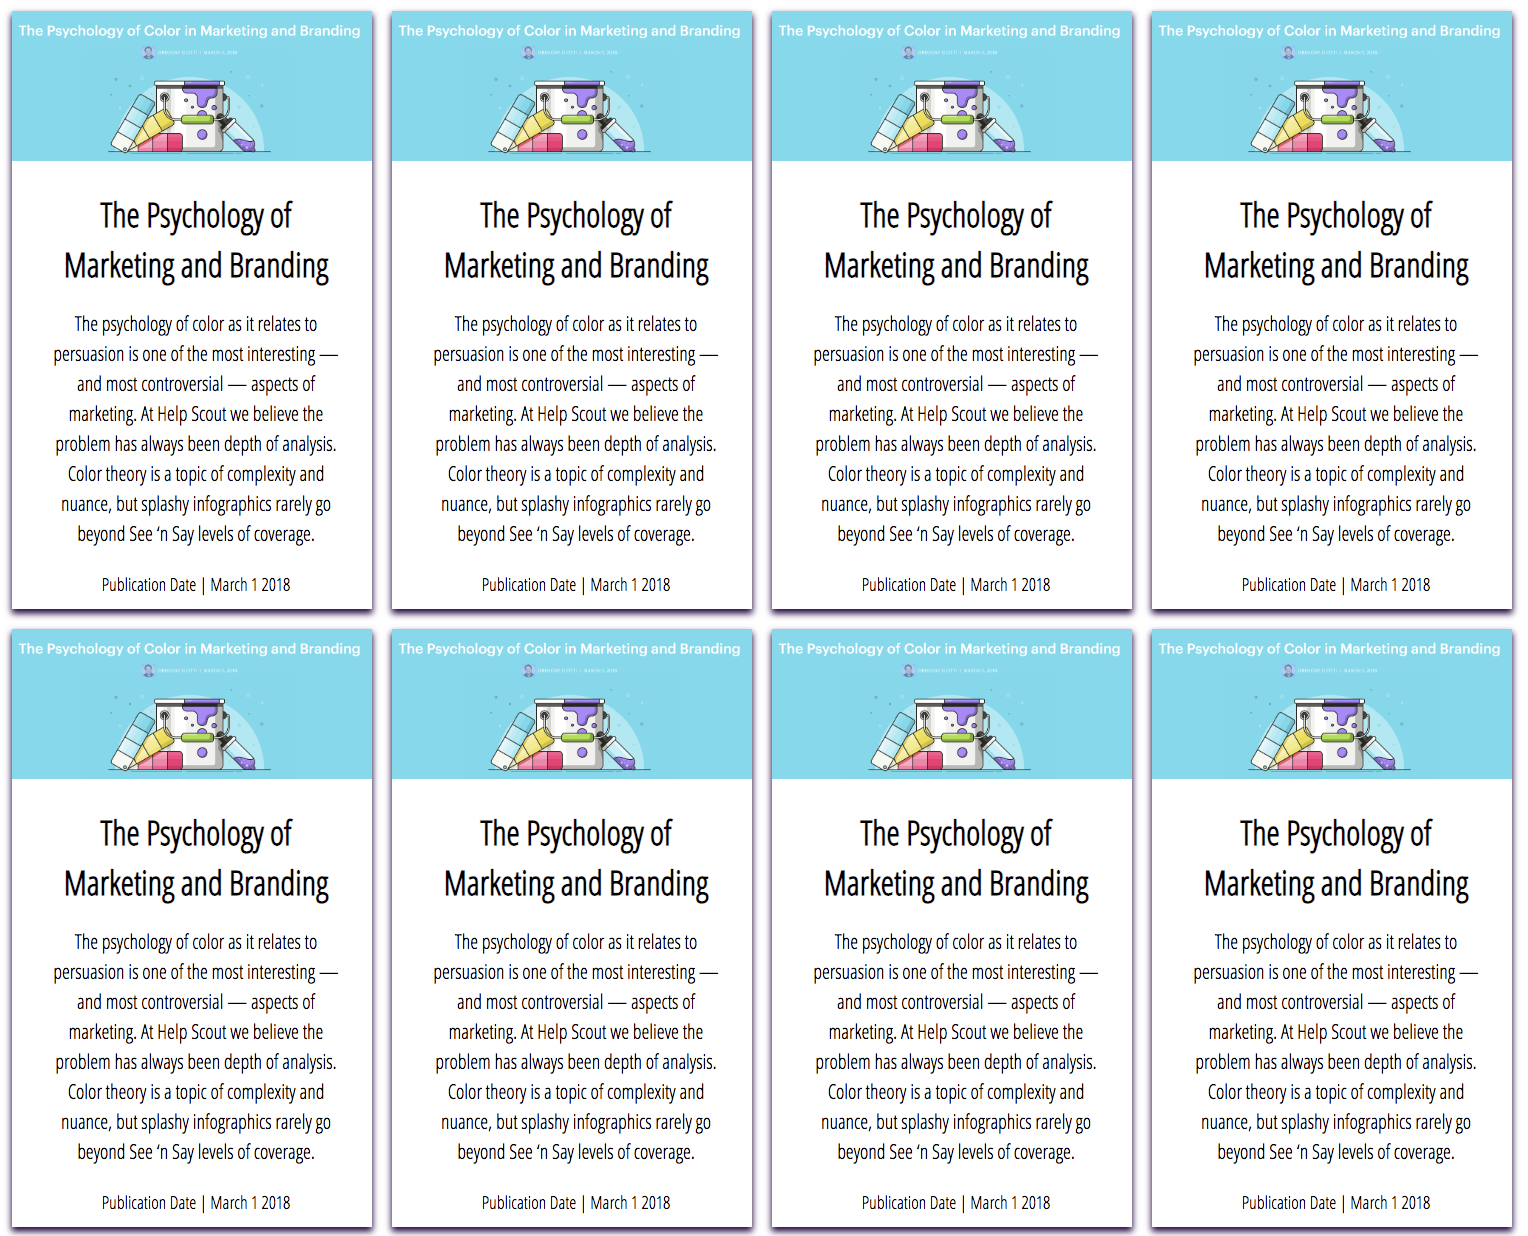 The Psychology of Color in Marketing and Branding
The Psychology of
Marketing and Branding
The psychology of color as it relates to
persuasion is one of the most interesting —
and most controversial — aspects of
marketing. At Help Scout we believe the
problem has always been depth of analysis.
Color theory is a topic of complexity and
nuance, but splashy infographics rarely go
beyond See ‘n Say levels of coverage.
Publication Date | March 1 2018
The Psychology of Color in Marketing and Branding
The Psychology of
Marketing and Branding
The psychology of color as it relates to
persuasion is one of the most interesting —
and most controversial — aspects of
marketing. At Help Scout we believe the
problem has always been depth of analysis.
Color theory is a topic of complexity and
nuance, but splashy infographics rarely go
beyond See ‘n Say levels of coverage.
Publication Date | March 1 2018
The Psychology of Color in Marketing and Branding
The Psychology of
Marketing and Branding
The psychology of color as it relates to
persuasion is one of the most interesting —
and most controversial — aspects of
marketing. At Help Scout we believe the
problem has always been depth of analysis.
Color theory is a topic of complexity and
nuance, but splashy infographics rarely go
beyond See ‘n Say levels of coverage.
Publication Date | March 1 2018
The Psychology of Color in Marketing and Branding
The Psychology of
Marketing and Branding
The psychology of color as it relates to
persuasion is one of the most interesting —
and most controversial — aspects of
marketing. At Help Scout we believe the
problem has always been depth of analysis.
Color theory is a topic of complexity and
nuance, but splashy infographics rarely go
beyond See ‘n Say levels of coverage.
Publication Date | March 1 2018
The Psychology of Color in Marketing and Branding
The Psychology of
Marketing and Branding
The psychology of color as it relates to
persuasion is one of the most interesting —
and most controversial — aspects of
marketing. At Help Scout we believe the
problem has always been depth of analysis.
Color theory is a topic of complexity and
nuance, but splashy infographics rarely go
beyond See ‘n Say levels of coverage.
Publication Date | March 1 2018
The Psychology of Color in Marketing and Branding
The Psychology of
Marketing and Branding
The psychology of color as it relates to
persuasion is one of the most interesting —
and most controversial — aspects of
marketing. At Help Scout we believe the
problem has always been depth of analysis.
Color theory is a topic of complexity and
nuance, but splashy infographics rarely go
beyond See ‘n Say levels of coverage.
Publication Date | March 1 2018
The Psychology of Color in Marketing and Branding
The Psychology of
Marketing and Branding
The psychology of color as it relates to
persuasion is one of the most interesting —
and most controversial — aspects of
marketing. At Help Scout we believe the
problem has always been depth of analysis.
Color theory is a topic of complexity and
nuance, but splashy infographics rarely go
beyond See ‘n Say levels of coverage.
Publication Date | March 1 2018
The Psychology of Color in Marketing and Branding
The Psychology of
Marketing and Branding
The psychology of color as it relates to
persuasion is one of the most interesting —
and most controversial — aspects of
marketing. At Help Scout we believe the
problem has always been depth of analysis.
Color theory is a topic of complexity and
nuance, but splashy infographics rarely go
beyond See ‘n Say levels of coverage.
Publication Date | March 1 2018